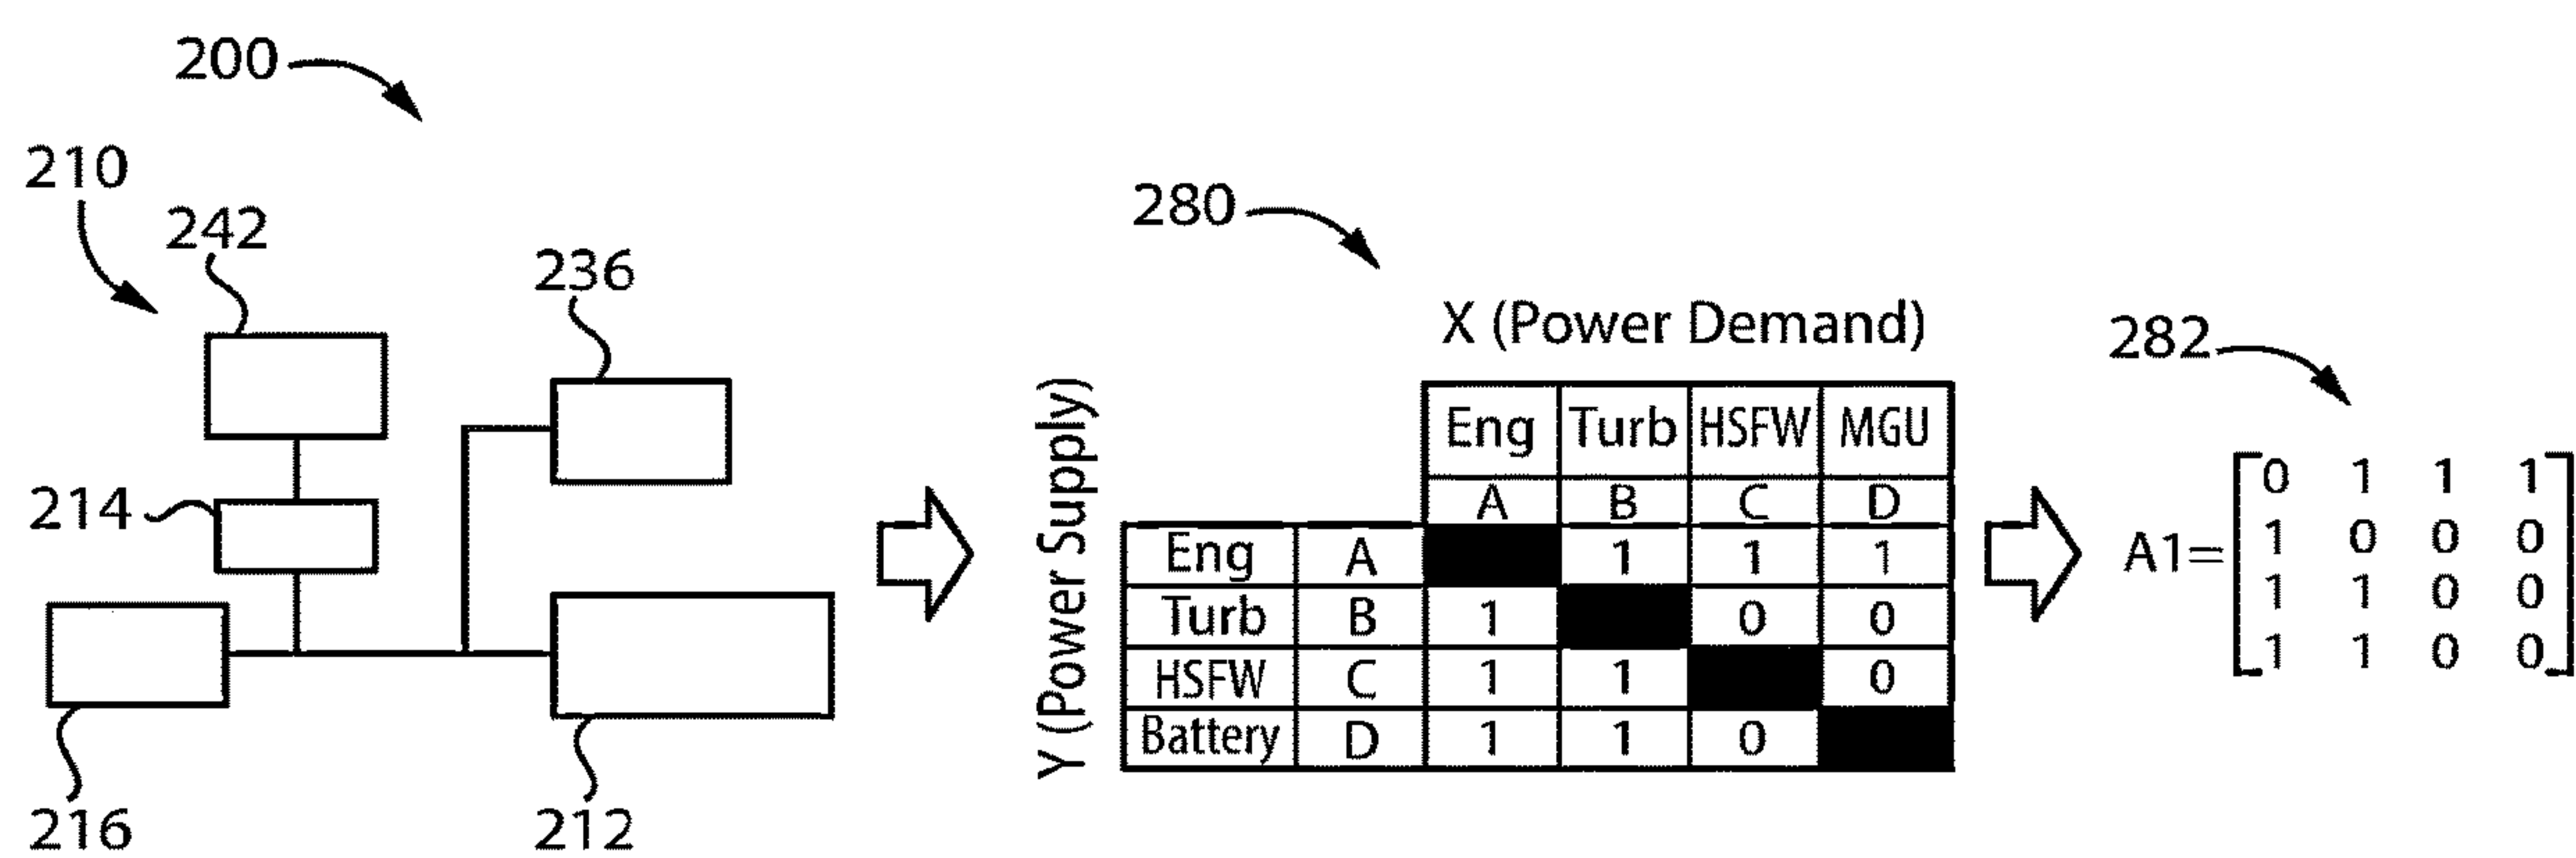 200
210
242
236
214
216
212
280
X (Power Demand)
Y (Power Supply)
Eng Turb HSFW MGU
A B C D
Eng A 1 1 1
Turb B 1 0 0
HSFW C 1 1 0
Battery D 1 1 0
282
A1= 0 1 1 1
1 0 0 0
1 1 0 0
1 1 0 0